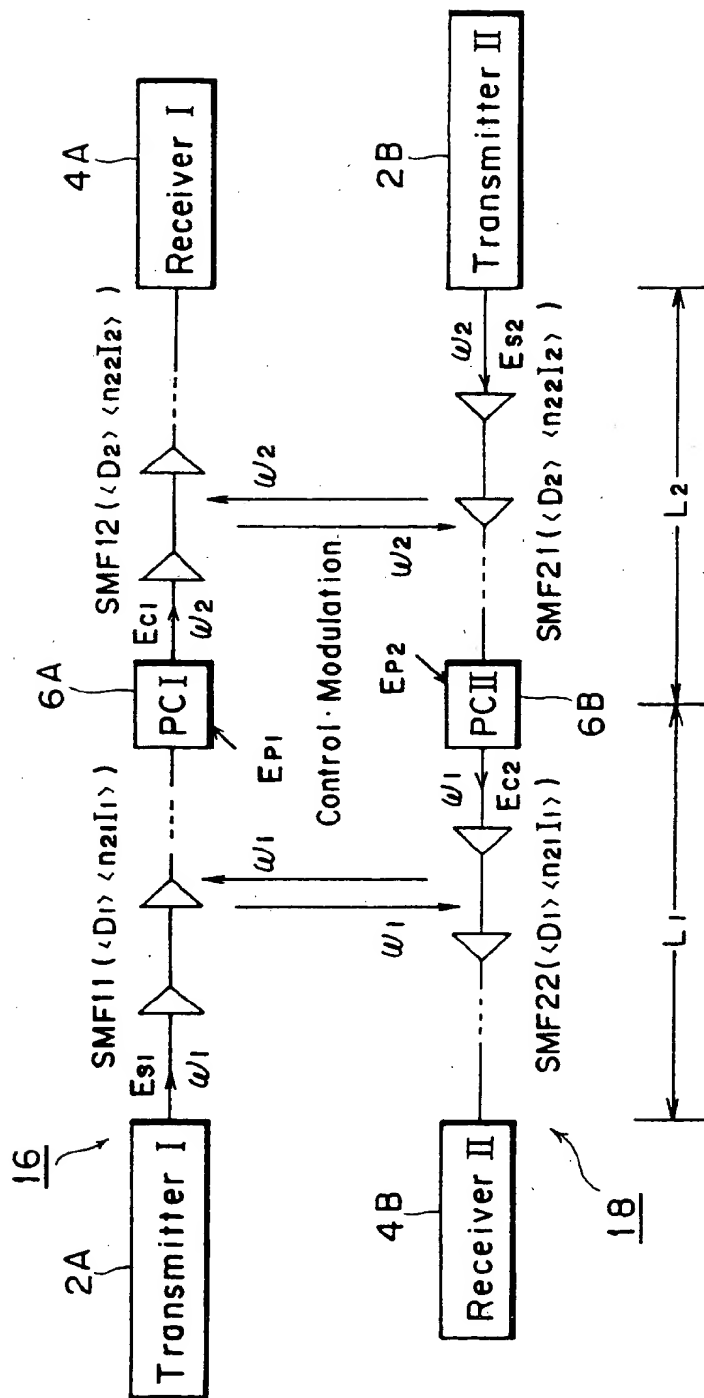 16
2A
Transmitter I
Es1
ω1
SMF11(⟨D1⟩ ⟨n21I1⟩)
6A
PC I
EP1
Ec1
ω2
SMF12(⟨D2⟩ ⟨n22I2⟩)
4A
Receiver I
ω1
ω1
Control·Modulation
ω2
ω2
4B
Receiver II
18
SMF22(⟨D1⟩⟨n21I1⟩)
ω1
Ec2
EP2
PC II
6B
SMF21(⟨D2⟩ ⟨n22I2⟩)
ω2
Es2
2B
Transmitter II
L1
L2